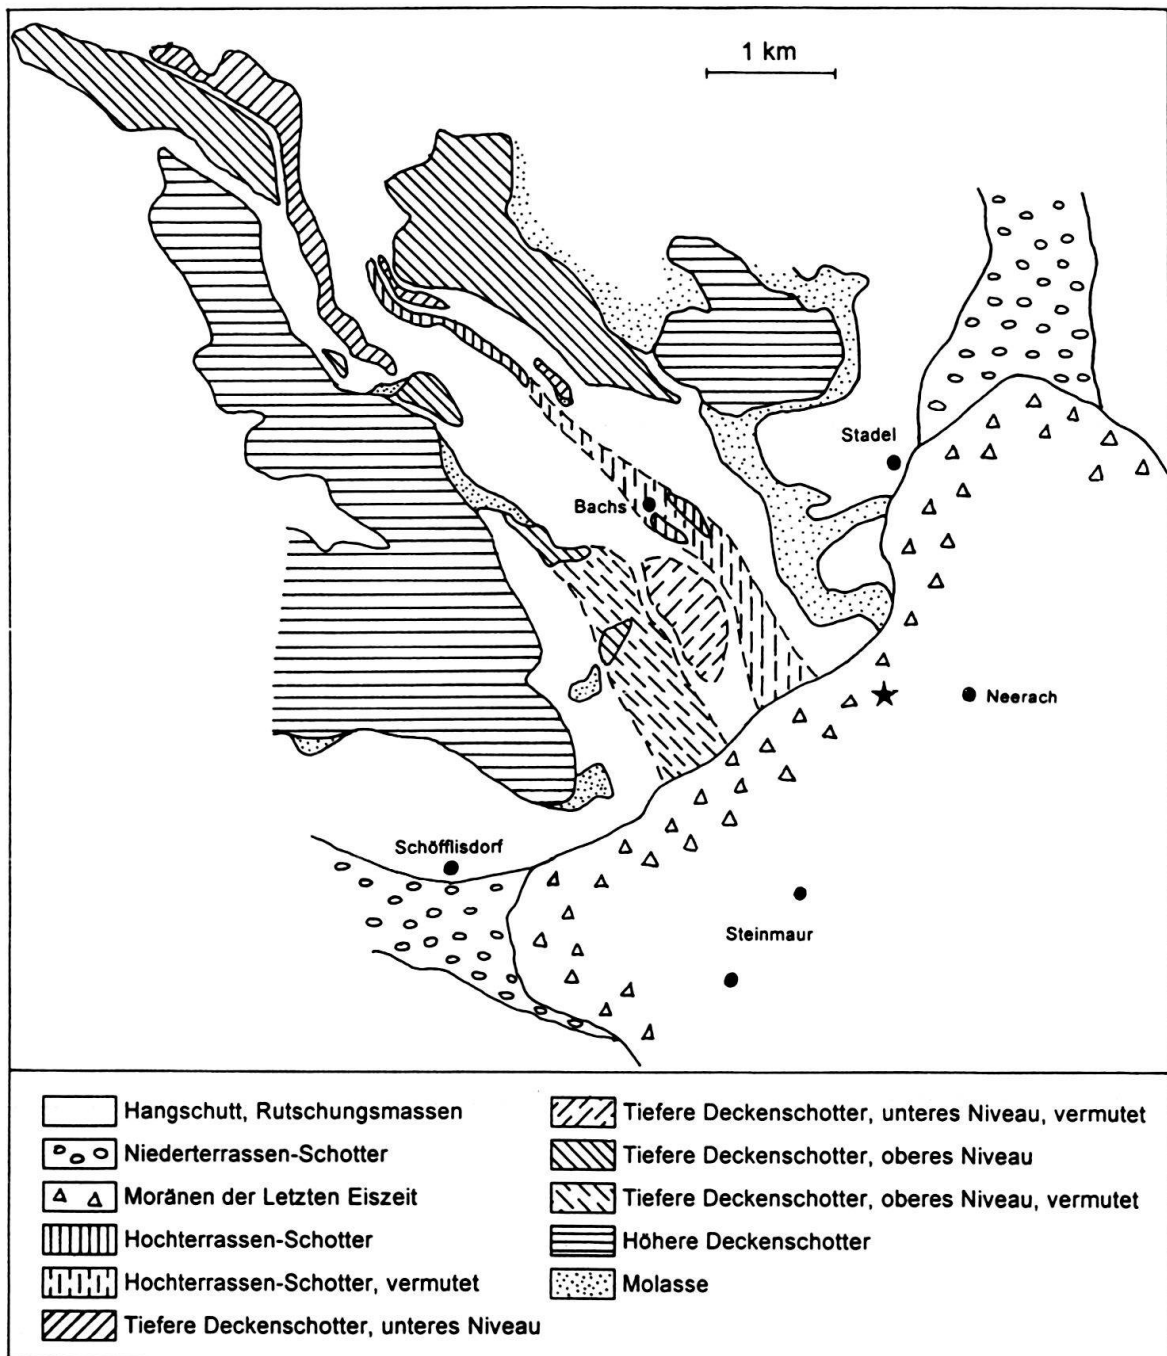 1 km
Stadel
Bachs
Neerach
Schöfflisdorf
Steinmaur
Hangschutt, Rutschungsmassen
Niederterrassen-Schotter
Moränen der Letzten Eiszeit
Hochterrassen-Schotter
Hochterrassen-Schotter, vermutet
Tiefere Deckenschotter, unteres Niveau
Tiefere Deckenschotter, unteres Niveau, vermutet
Tiefere Deckenschotter, oberes Niveau
Tiefere Deckenschotter, oberes Niveau, vermutet
Höhere Deckenschotter
Molasse